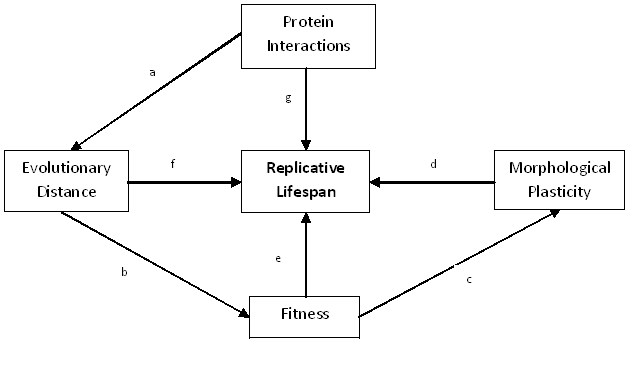 Protein
Interactions
a
g
Evolutionary
Distance
f
Replicative
Lifespan
d
Morphological
Plasticity
b
e
c
Fitness